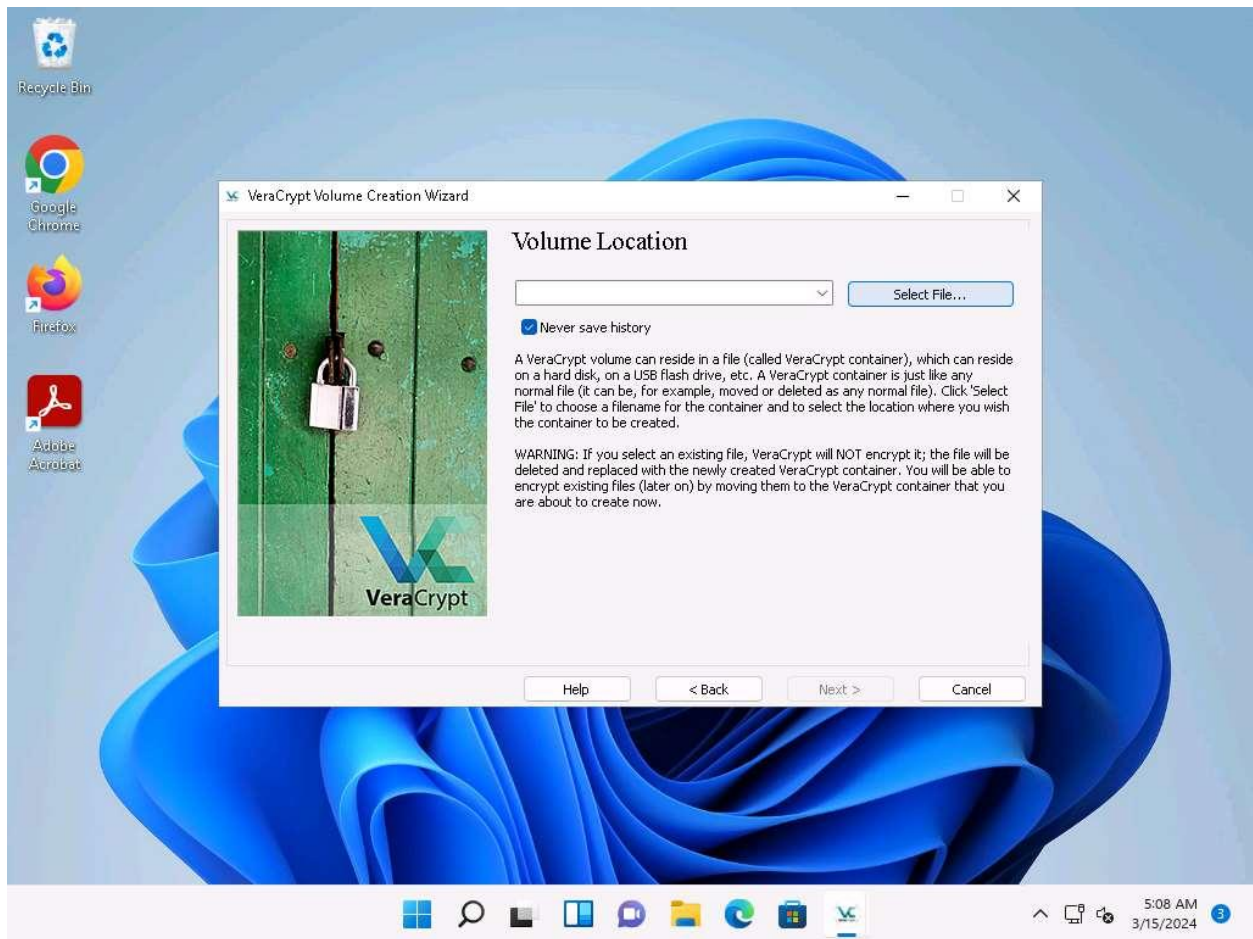 Recycle Bin
Google
Chrome
Firefox
Adobe
Acrobat
VeraCrypt Volume Creation Wizard
Volume Location
Select File...
Never save history
A VeraCrypt volume can reside in a file (called VeraCrypt container), which can reside
on a hard disk, on a USB flash drive, etc. A VeraCrypt container is just like any
normal file (it can be, for example, moved or deleted as any normal file). Click 'Select
File' to choose a filename for the container and to select the location where you wish
the container to be created.
WARNING: If you select an existing file, VeraCrypt will NOT encrypt it; the file will be
deleted and replaced with the newly created VeraCrypt container. You will be able to
encrypt existing files (later on) by moving them to the VeraCrypt container that you
are about to create now.
VeraCrypt
Help
< Back
Next >
Cancel
5:08 AM
3/15/2024
3